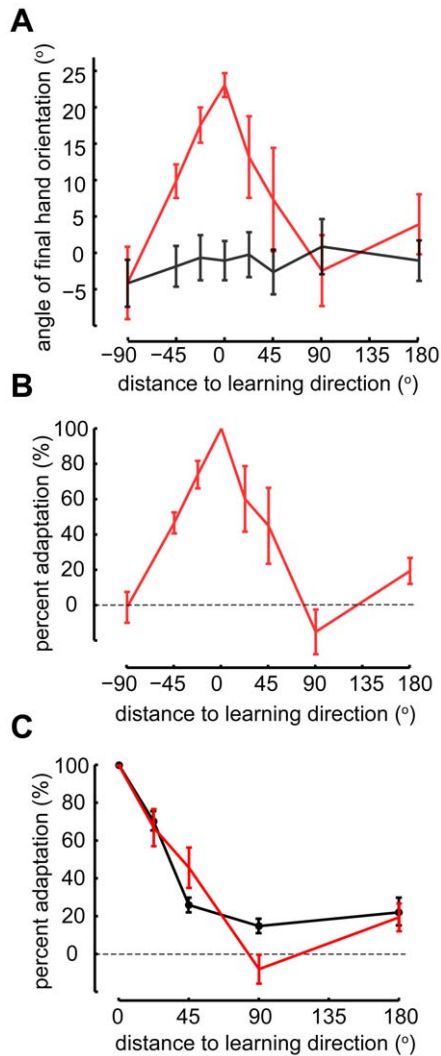 A
angle of final hand orientation (°)
25
20
15
10
5
0
−5
−90 −45 0 45 90 135 180
distance to learning direction (°)
B
percent adaptation (%)
100
80
60
40
20
0
−90 −45 0 45 90 135 180
distance to learning direction (°)
C
percent adaptation (%)
100
80
60
40
20
0
0 45 90 135 180
distance to learning direction (°)